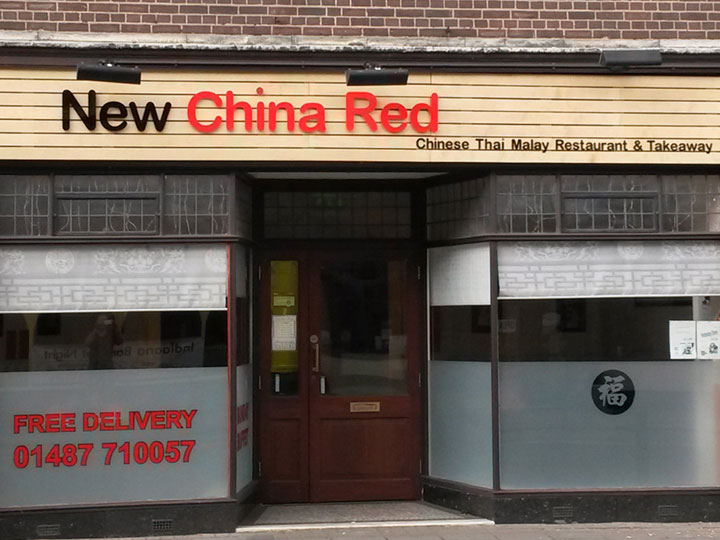 New China Red
Chinese Thai Malay Restaurant & Takeaway
FREE DELIVERY
01487 710057
福